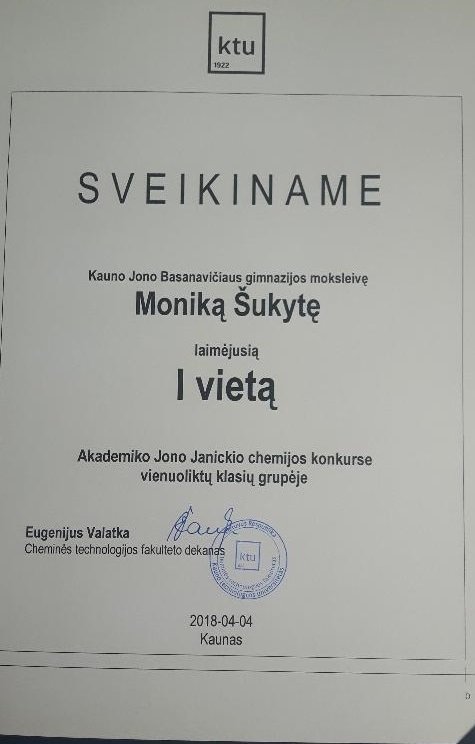 ktu
1922
SVEIKINAME
Kauno Jono Basanavičiaus gimnazijos moksleivę
Moniką Šukytę
laimėjusią
I vietą
Akademiko Jono Janickio chemijos konkurse
vienuoliktų klasių grupėje
Eugenijus Valatka
Cheminės technologijos fakulteto dekanas
ktu
2018-04-04
Kaunas